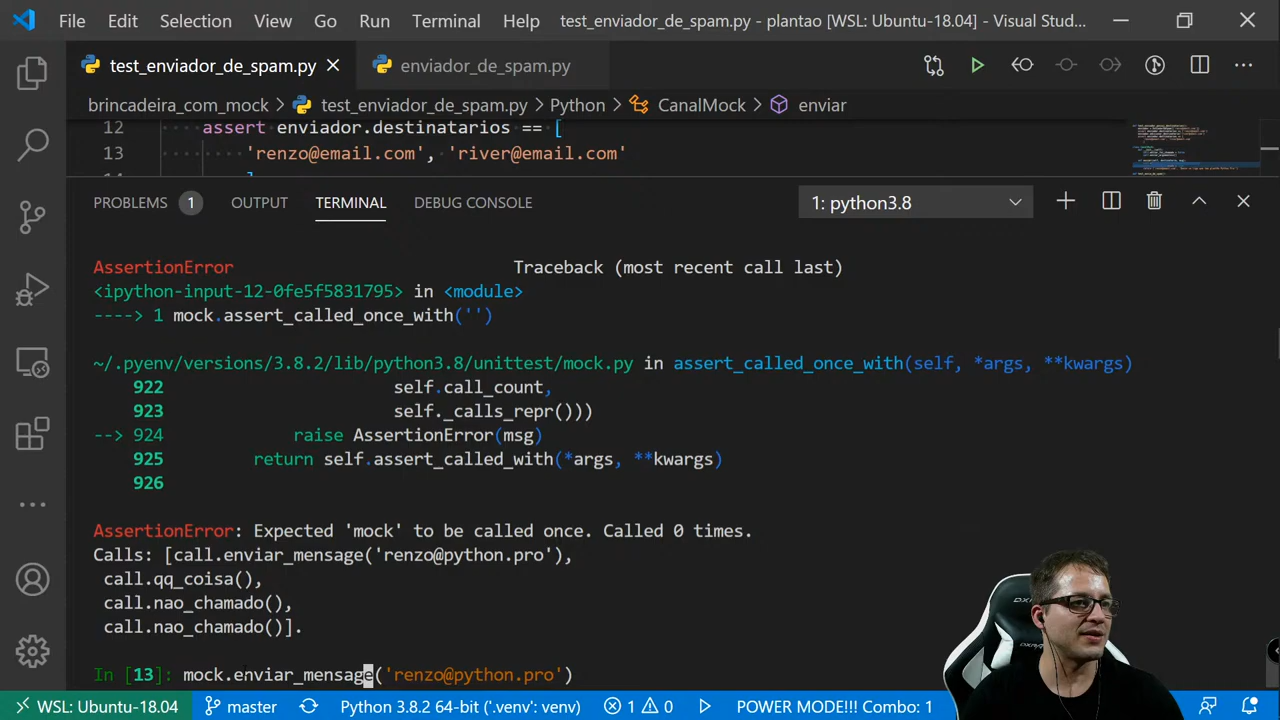 File Edit Selection View Go Run Terminal Help test_enviador_de_spam.py - plantao [WSL: Ubuntu-18.04] - Visual Stud...
test_enviador_de_spam.py enviador_de_spam.py
brincadeira_com_mock > test_enviador_de_spam.py > Python > CanalMock > enviar
12 assert enviador.destinatarios == [
13 'renzo@email.com', 'river@email.com'
PROBLEMS 1 OUTPUT TERMINAL DEBUG CONSOLE 1: python3.8
AssertionError Traceback (most recent call last)
<ipython-input-12-0fe5f5831795> in <module>
----> 1 mock.assert_called_once_with('')
~/.pyenv/versions/3.8.2/lib/python3.8/unittest/mock.py in assert_called_once_with(self, *args, **kwargs)
922 self.call_count,
923 self._calls_repr()))
--> 924 raise AssertionError(msg)
925 return self.assert_called_with(*args, **kwargs)
926
AssertionError: Expected 'mock' to be called once. Called 0 times.
Calls: [call.enviar_mensage('renzo@python.pro'),
call.qq_coisa(),
call.nao_chamado(),
call.nao_chamado()].
In [13]: mock.enviar_mensage('renzo@python.pro')
WSL: Ubuntu-18.04 master Python 3.8.2 64-bit ('.venv': venv) 1 0 POWER MODE!!! Combo: 1